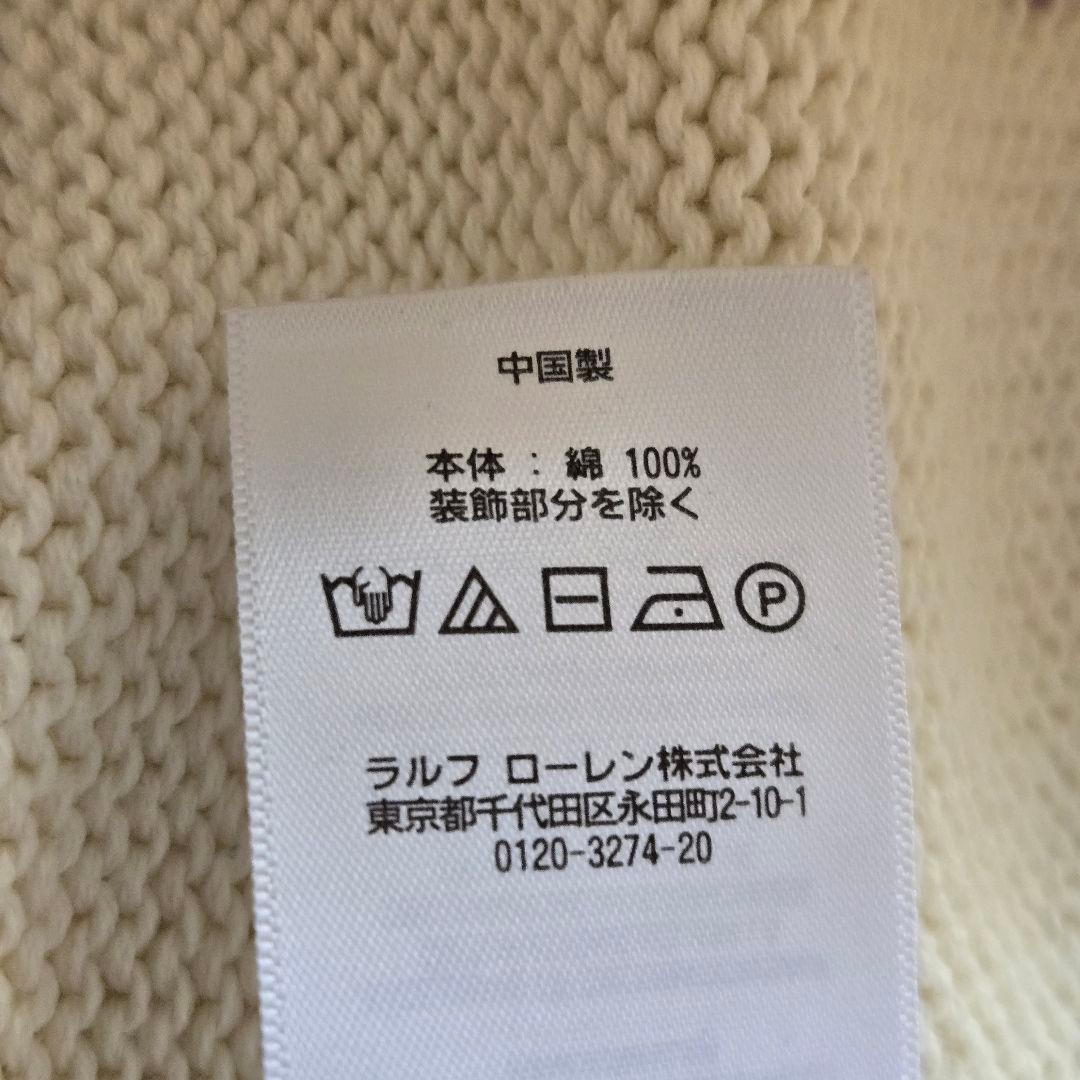 中国製
本体 : 綿 100%
装飾部分を除く
P
ラルフ ローレン株式会社
東京都千代田区永田町2-10-1
0120-3274-20